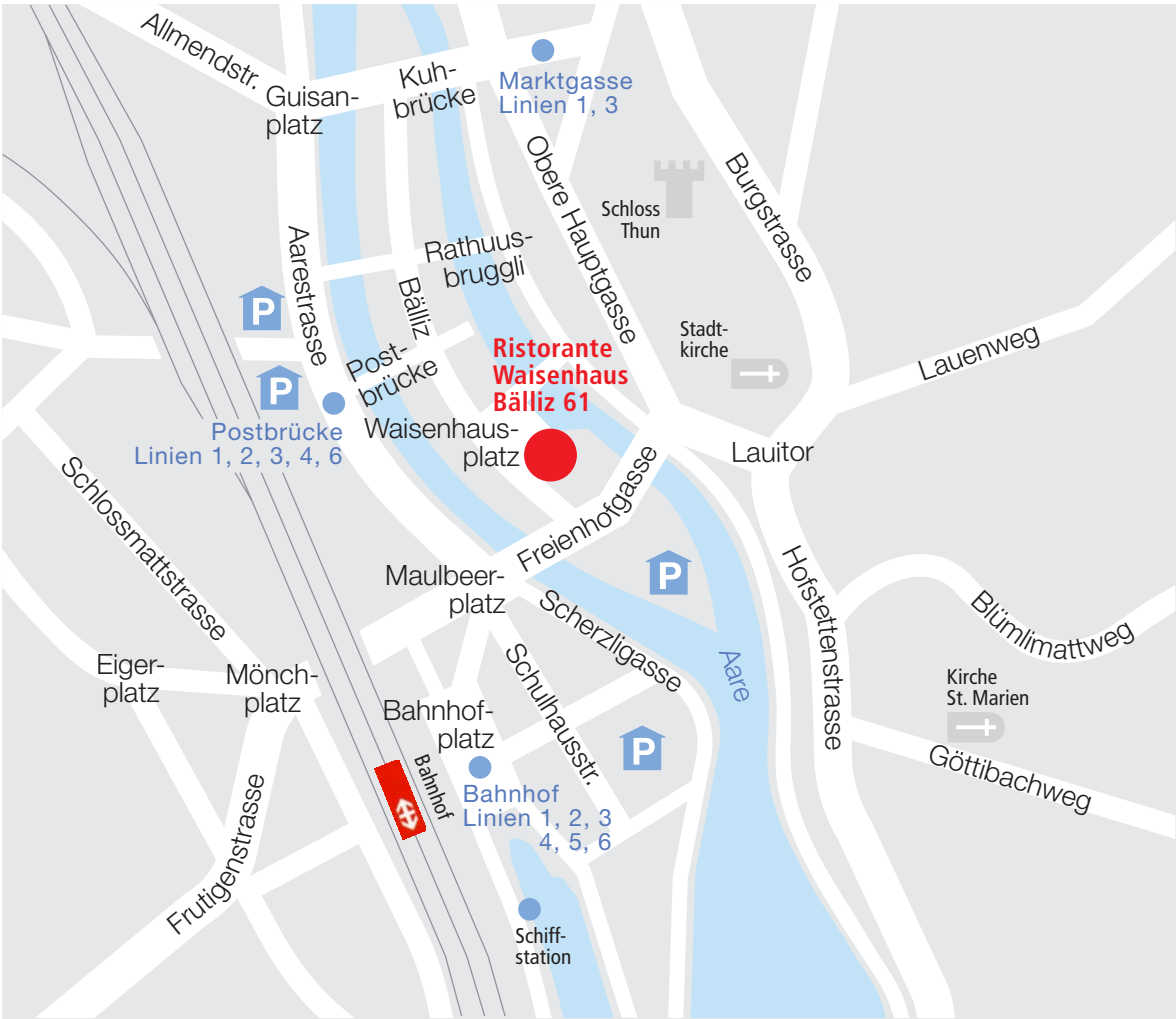 Allmendstr.
Guisan-
platz
Kuh-
brücke
Marktgasse
Linien 1, 3
Obere Hauptgasse
Burgstrasse
Schloss
Thun
Aarestrasse
Rathuus-
bruggli
Bälliz
P
Stadt-
kirche
Lauenweg
Post-
brücke
Ristorante
Waisenhaus
Bälliz 61
P
Postbrücke
Linien 1, 2, 3, 4, 6
Waisenhaus-
platz
Lauitor
Schlossmattstrasse
Freienhofgasse
Maulbeer-
platz
P
Hofstettenstrasse
Blümlimattweg
Scherzligasse
Schulhausstr.
Aare
Eiger-
platz
Mönch-
platz
Kirche
St. Marien
Bahnhof-
platz
P
Göttibachweg
Bahnhof
Bahnhof
Linien 1, 2, 3
4, 5, 6
Frutigenstrasse
Schiff-
station